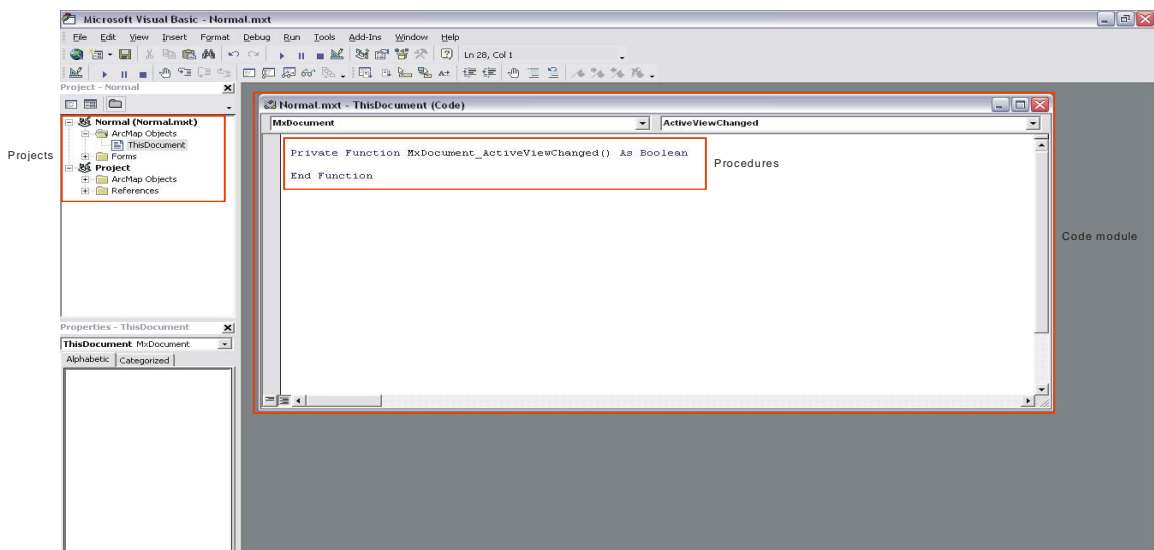 Microsoft Visual Basic - Normal.mxt
File Edit View Insert Format Debug Run Tools Add-Ins Window Help
Ln 28, Col 1
Project - Normal
Normal (Normal.mxt)
ArcMap Objects
ThisDocument
Forms
Project
ArcMap Objects
References
Projects
Normal.mxt - ThisDocument (Code)
MxDocument
ActiveViewChanged
Private Function MxDocument_ActiveViewChanged() As Boolean
End Function
Procedures
Code module
Properties - ThisDocument
ThisDocument MxDocument
Alphabetic Categorized